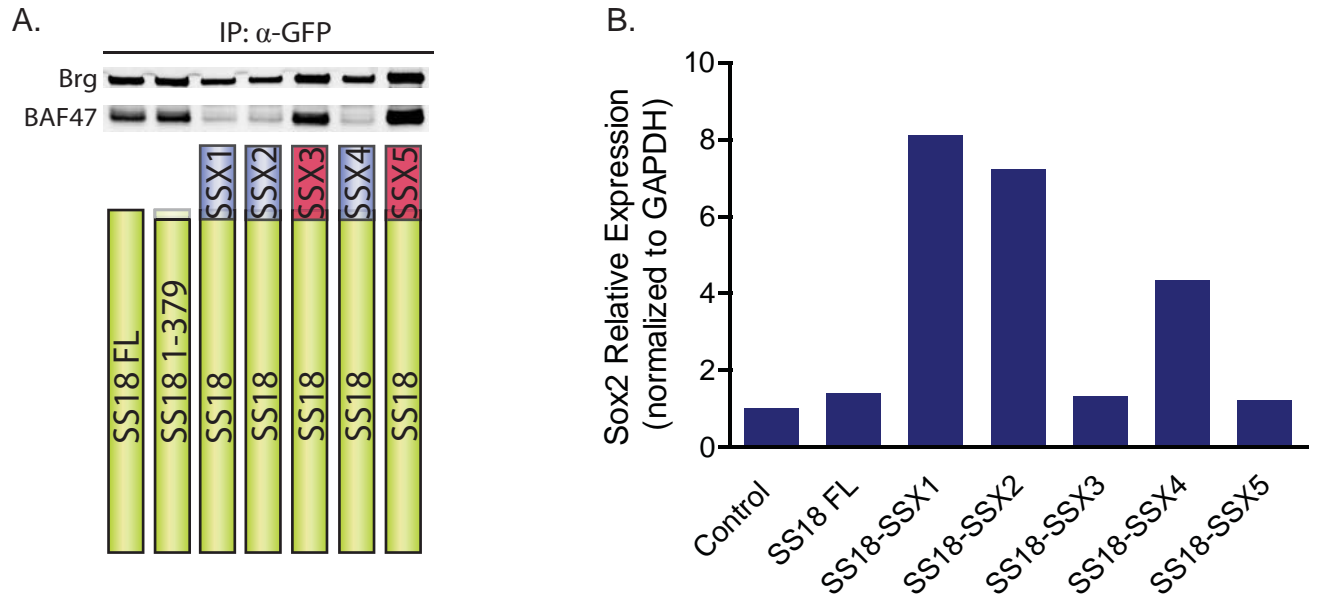 A.
IP: α-GFP
Brg
BAF47
SS18 FL
SS18 1-379
SSX1
SS18
SSX2
SS18
SSX3
SS18
SSX4
SS18
SSX5
SS18
B.
Sox2 Relative Expression
(normalized to GAPDH)
10
8
6
4
2
0
Control
SS18 FL
SS18-SSX1
SS18-SSX2
SS18-SSX3
SS18-SSX4
SS18-SSX5